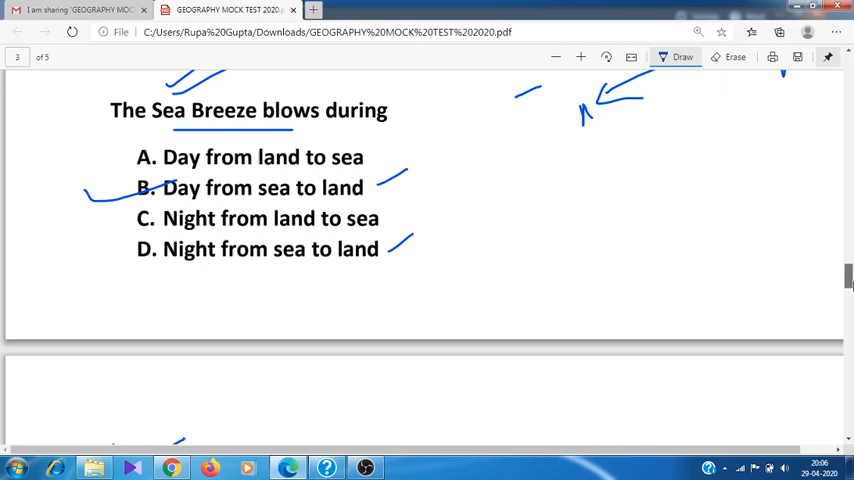 I am sharing 'GEOGRAPHY MOC
GEOGRAPHY MOCK TEST 2020.p
File
C:/Users/Rupa%20Gupta/Downloads/GEOGRAPHY%20MOCK%20TEST%202020.pdf
3 of 5
Draw
Erase
The Sea Breeze blows during
A. Day from land to sea
B. Day from sea to land
C. Night from land to sea
D. Night from sea to land
20:06
29-04-2020